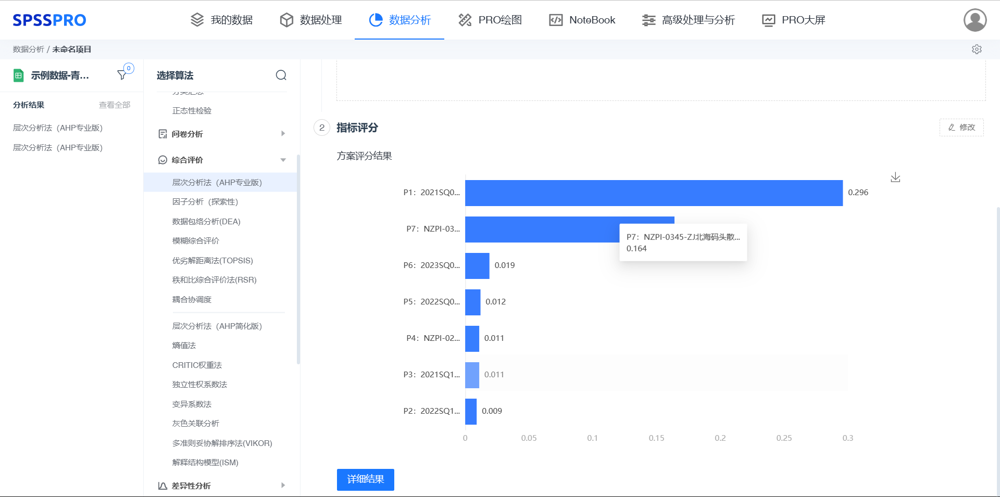 SPSSPRO
我的数据
数据处理
数据分析
PRO绘图
NoteBook
高级处理与分析
PRO大屏
数据分析 / 未命名项目
示例数据-青...
0
分析结果
查看全部
层次分析法（AHP专业版)
层次分析法（AHP专业版)
选择算法
分类汇总
正态性检验
问卷分析
综合评价
层次分析法（AHP专业版)
因子分析（探索性)
数据包络分析(DEA)
模糊综合评价
优劣解距离法(TOPSIS)
秩和比综合评价法(RSR)
耦合协调度
层次分析法（AHP简化版)
熵值法
CRITIC权重法
独立性权系数法
变异系数法
灰色关联分析
多准则妥协解排序法(VIKOR)
解释结构模型(ISM)
差异性分析
2 指标评分
修改
方案评分结果
P1：2021SQ0...
0.296
P7：NZPI-03...
P7：NZPI-0345-ZJ北海码头散...
0.164
P6：2023SQ0...
0.019
P5：2022SQ0...
0.012
P4：NZPI-02...
0.011
P3：2021SQ1...
0.011
P2：2022SQ1...
0.009
0 0.05 0.1 0.15 0.2 0.25 0.3
详细结果